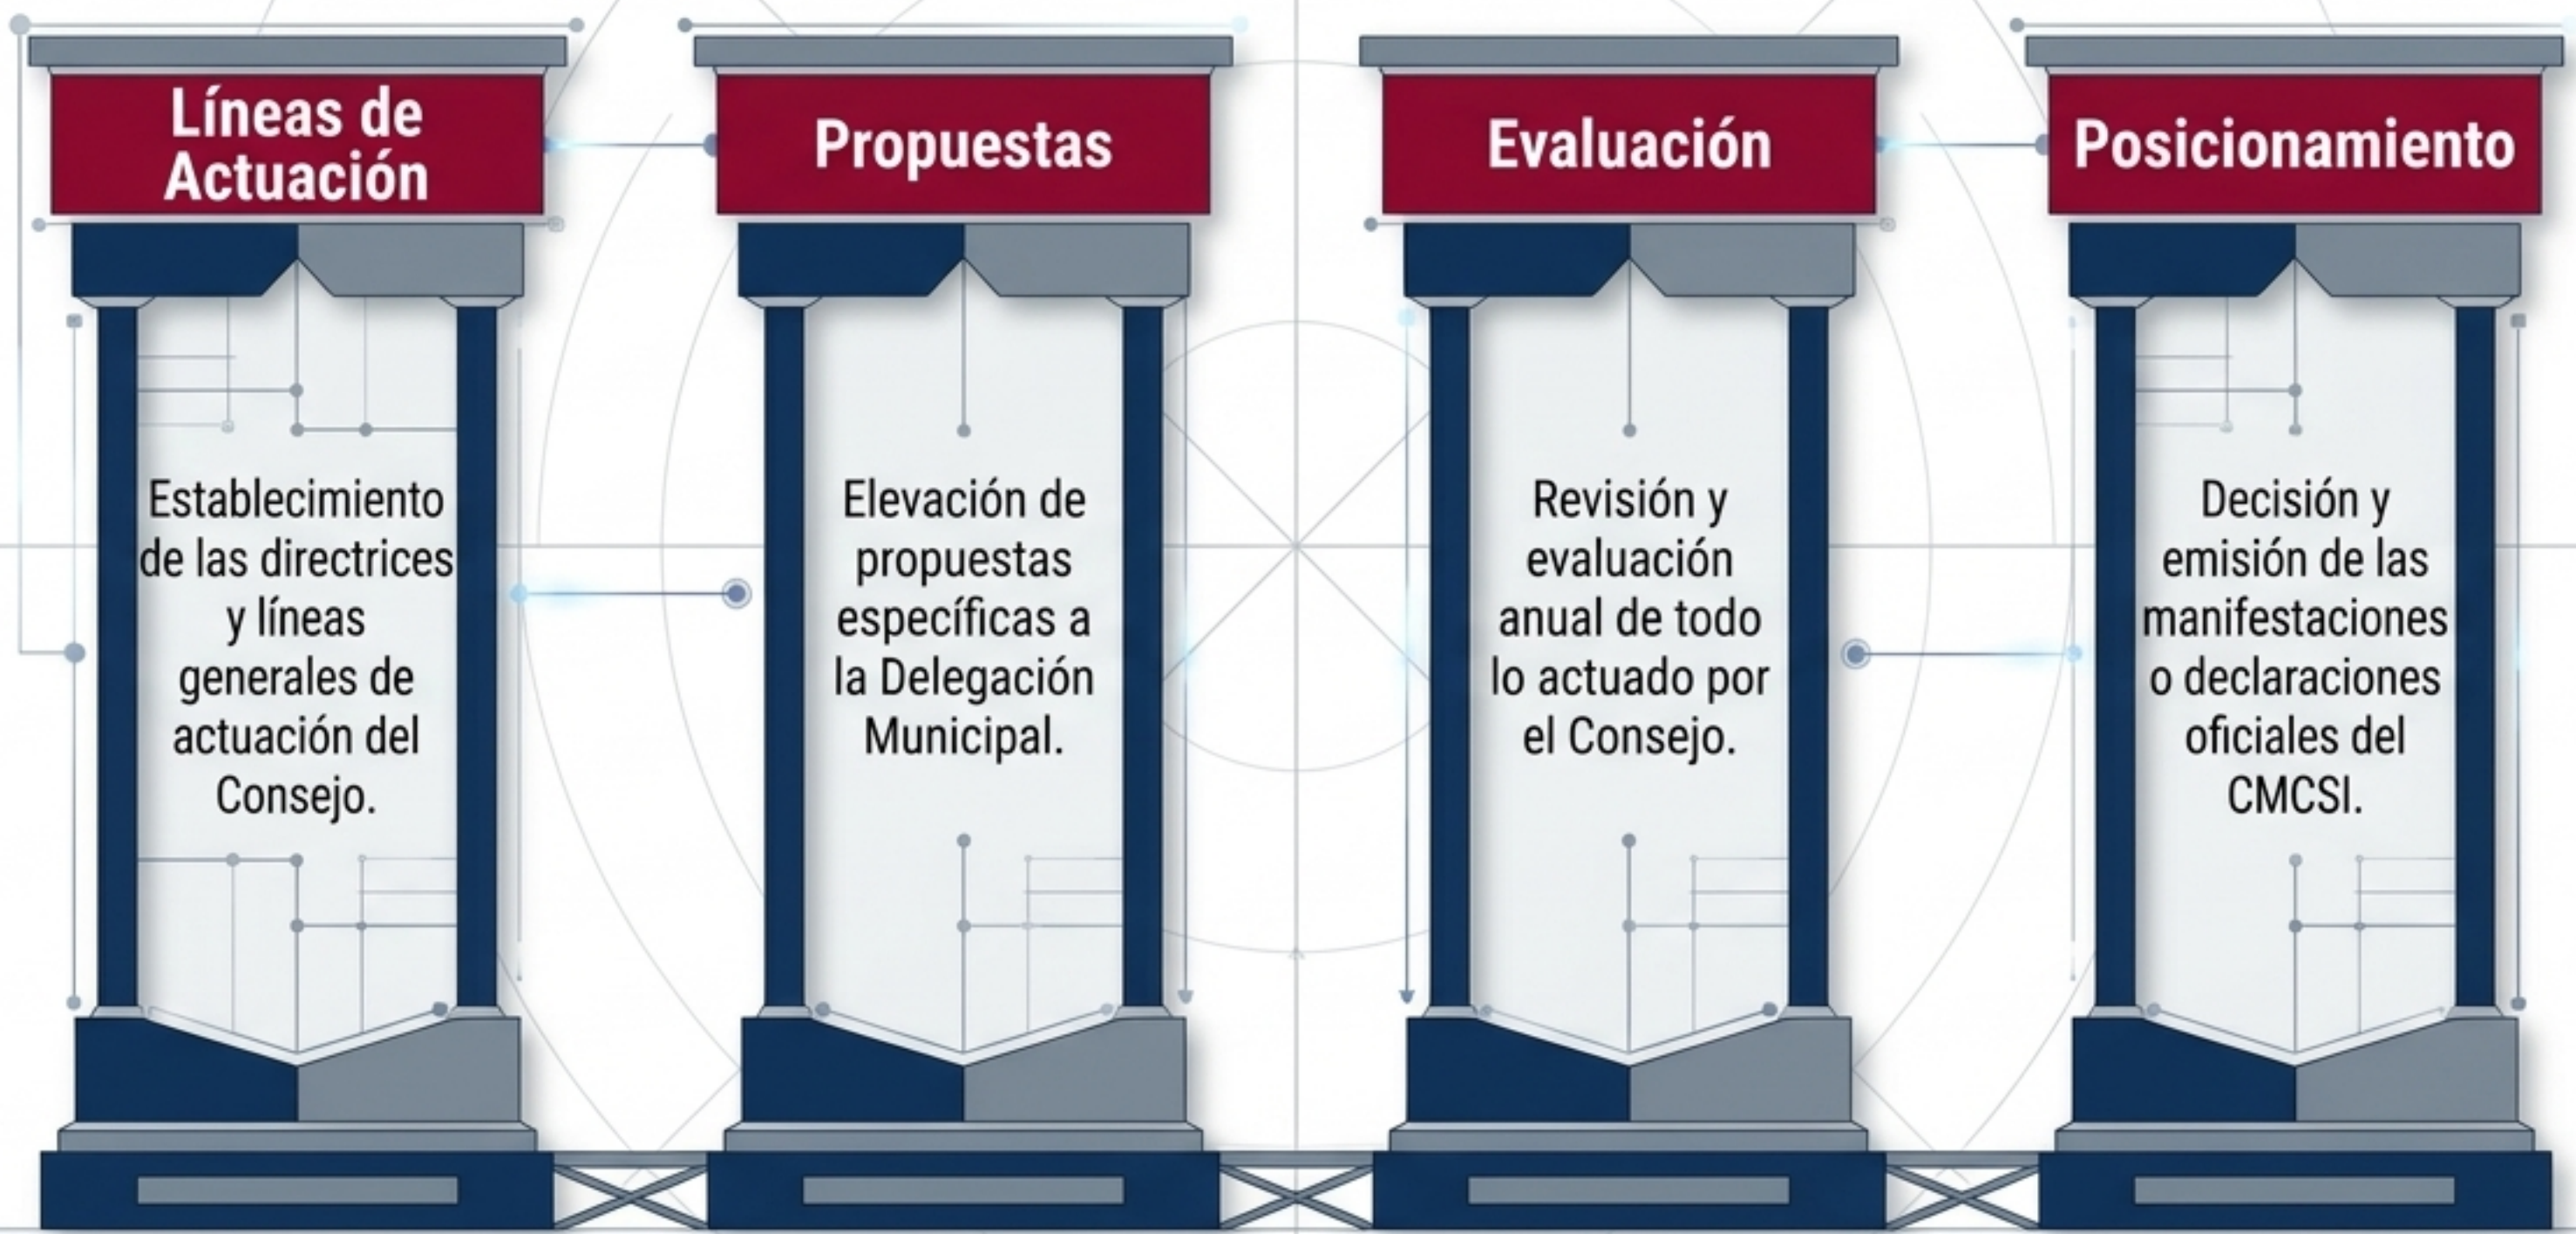 Líneas de
Actuación
Establecimiento
de las directrices
y líneas
generales de
actuación del
Consejo.
Propuestas
Elevación de
propuestas
específicas a
la Delegación
Municipal.
Evaluación
Revisión y
evaluación
anual de todo
lo actuado por
el Consejo.
Posicionamiento
Decisión y
emisión de las
manifestaciones
o declaraciones
oficiales del
CMCSI.